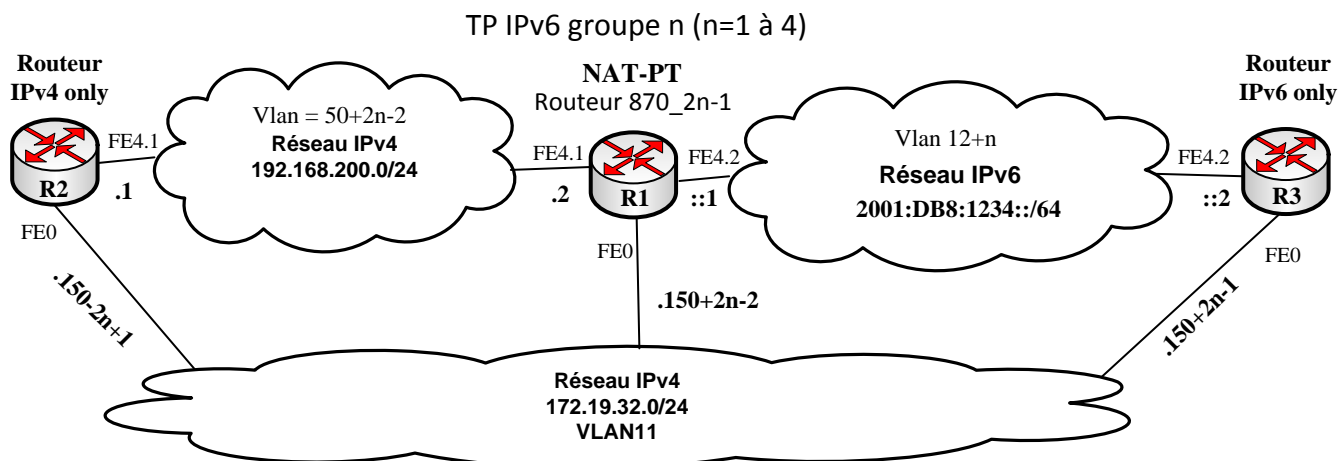 TP IPv6 groupe n (n=1 à 4)
Routeur
IPv4 only
NAT-PT
Routeur 870_2n-1
Routeur
IPv6 only
Vlan = 50+2n-2
Réseau IPv4
192.168.200.0/24
Vlan 12+n
Réseau IPv6
2001:DB8:1234::/64
FE4.1
R2
.1
FE0
FE4.1
.2
R1
FE4.2
::1
FE0
FE4.2
::2
R3
FE0
.150-2n+1
.150+2n-2
.150+2n-1
Réseau IPv4
172.19.32.0/24
VLAN11